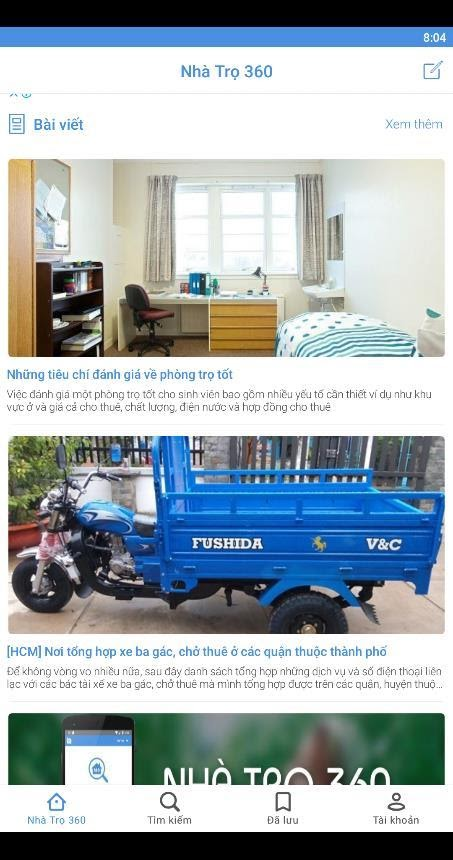 8:04
Nhà Trọ 360
Bài viết
Xem thêm
Những tiêu chí đánh giá về phòng trọ tốt
Việc đánh giá một phòng trọ tốt cho sinh viên bao gồm nhiều yếu tố cần thiết ví dụ như khu
vực ở và giá cả cho thuê, chất lượng, điện nước và hợp đồng cho thuê
FUSHIDA V&C
[HCM] Nơi tổng hợp xe ba gác, chở thuê ở các quận thuộc thành phố
Để không vòng vo nhiều nữa, sau đây danh sách tổng hợp những dịch vụ và số điện thoại liên
lạc với các bác tài xế xe ba gác, chở thuê mà mình tổng hợp được trên các quận, huyện thuộ...
NHÀ TRỌ 360
Nhà Trọ 360
Tìm kiếm
Đã lưu
Tài khoản